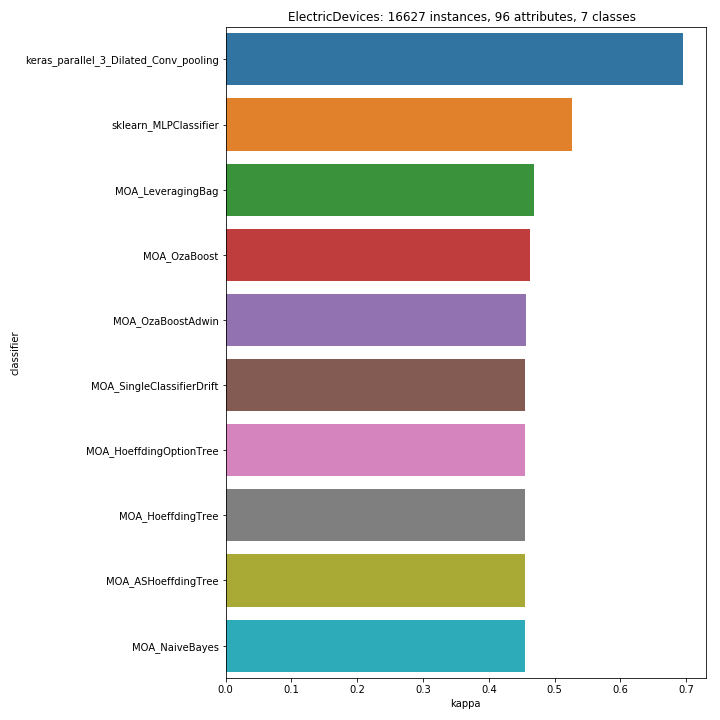 ElectricDevices: 16627 instances, 96 attributes, 7 classes
keras_parallel_3_Dilated_Conv_pooling
sklearn_MLPClassifier
MOA_LeveragingBag
MOA_OzaBoost
MOA_OzaBoostAdwin
MOA_SingleClassifierDrift
MOA_HoeffdingOptionTree
MOA_HoeffdingTree
MOA_ASHoeffdingTree
MOA_NaiveBayes
classifier
0.0 0.1 0.2 0.3 0.4 0.5 0.6 0.7
kappa